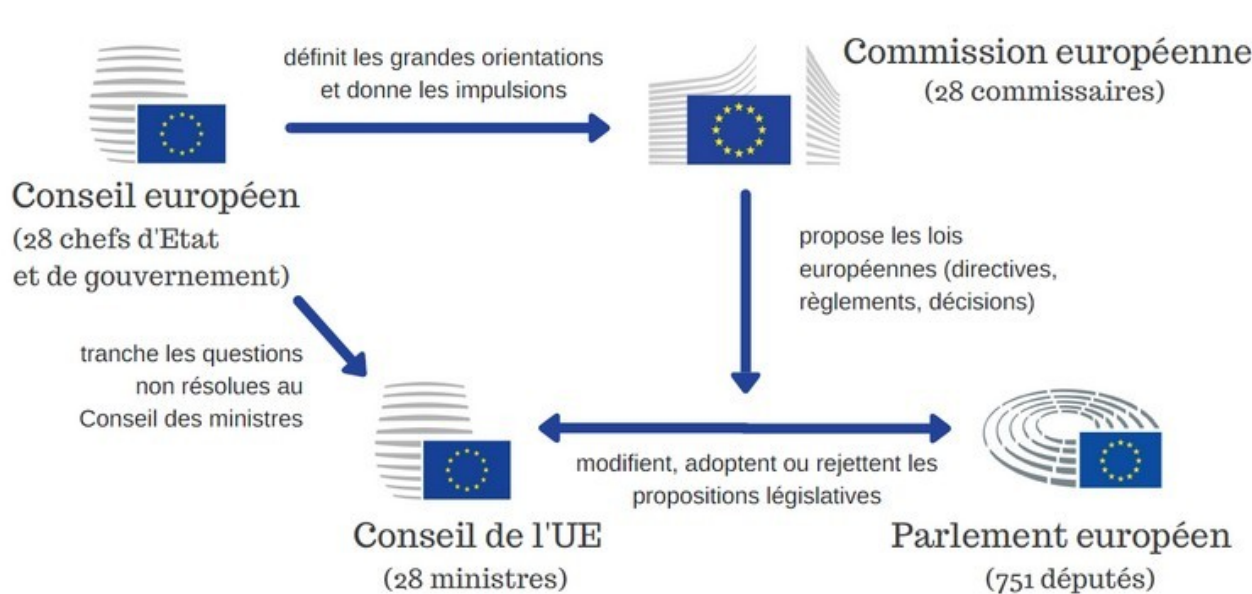 définit les grandes orientations
et donne les impulsions
Commission européenne
(28 commissaires)
Conseil européen
(28 chefs d'Etat
et de gouvernement)
propose les lois
européennes (directives,
règlements, décisions)
tranche les questions
non résolues au
Conseil des ministres
modifient, adoptent ou rejettent les
propositions législatives
Conseil de l'UE
(28 ministres)
Parlement européen
(751 députés)